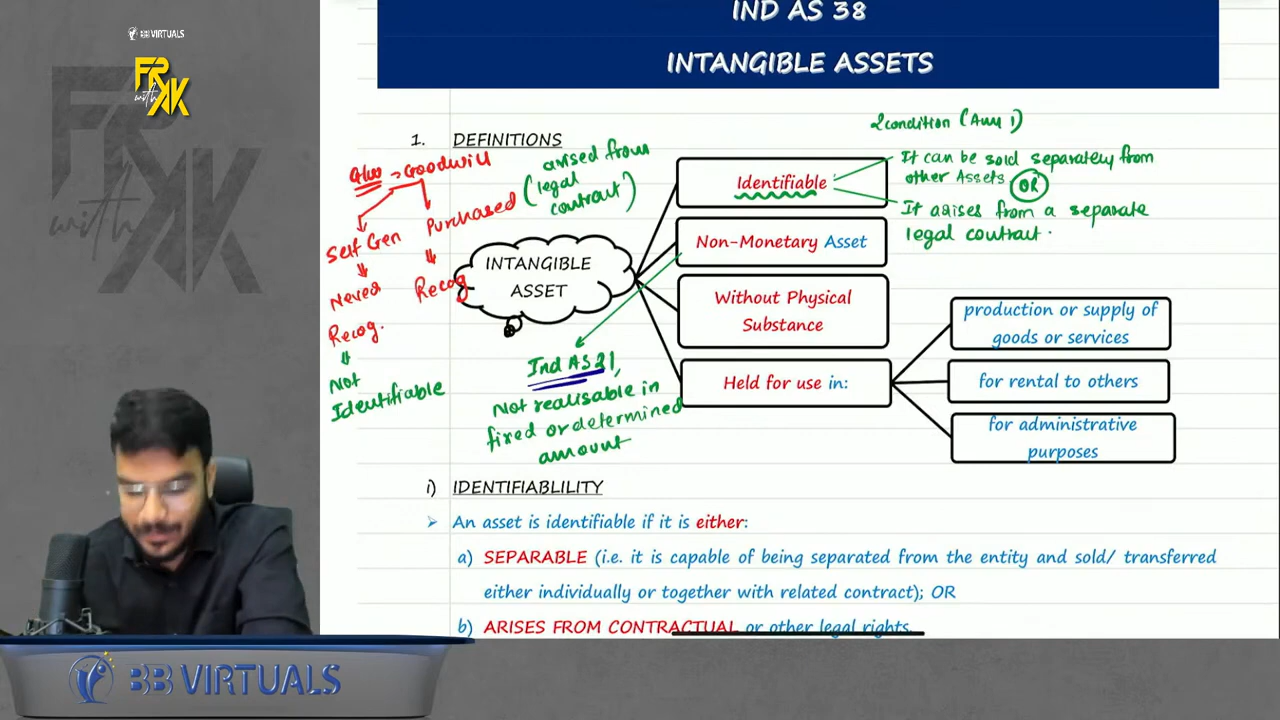 BB VIRTUALS
FR
with
AK
FR
with
AK
IND AS 38
INTANGIBLE ASSETS
1. DEFINITIONS
2 condition (Any 1)
Goodwill
arised from
(legal
contract)
Self Gen
Purchased
Never
Recog.
Recog
Not
Identifiable
INTANGIBLE
ASSET
Identifiable
It can be sold separately from
other Assets OR
It arises from a separate
legal contract.
Non-Monetary Asset
Without Physical
Substance
Held for use in:
production or supply of
goods or services
for rental to others
for administrative
purposes
Ind AS 21,
Not realisable in
fixed or determined
amount
i) IDENTIFIABLILITY
➢ An asset is identifiable if it is either:
a) SEPARABLE (i.e. it is capable of being separated from the entity and sold/ transferred
either individually or together with related contract); OR
b) ARISES FROM CONTRACTUAL or other legal rights.
BB VIRTUALS